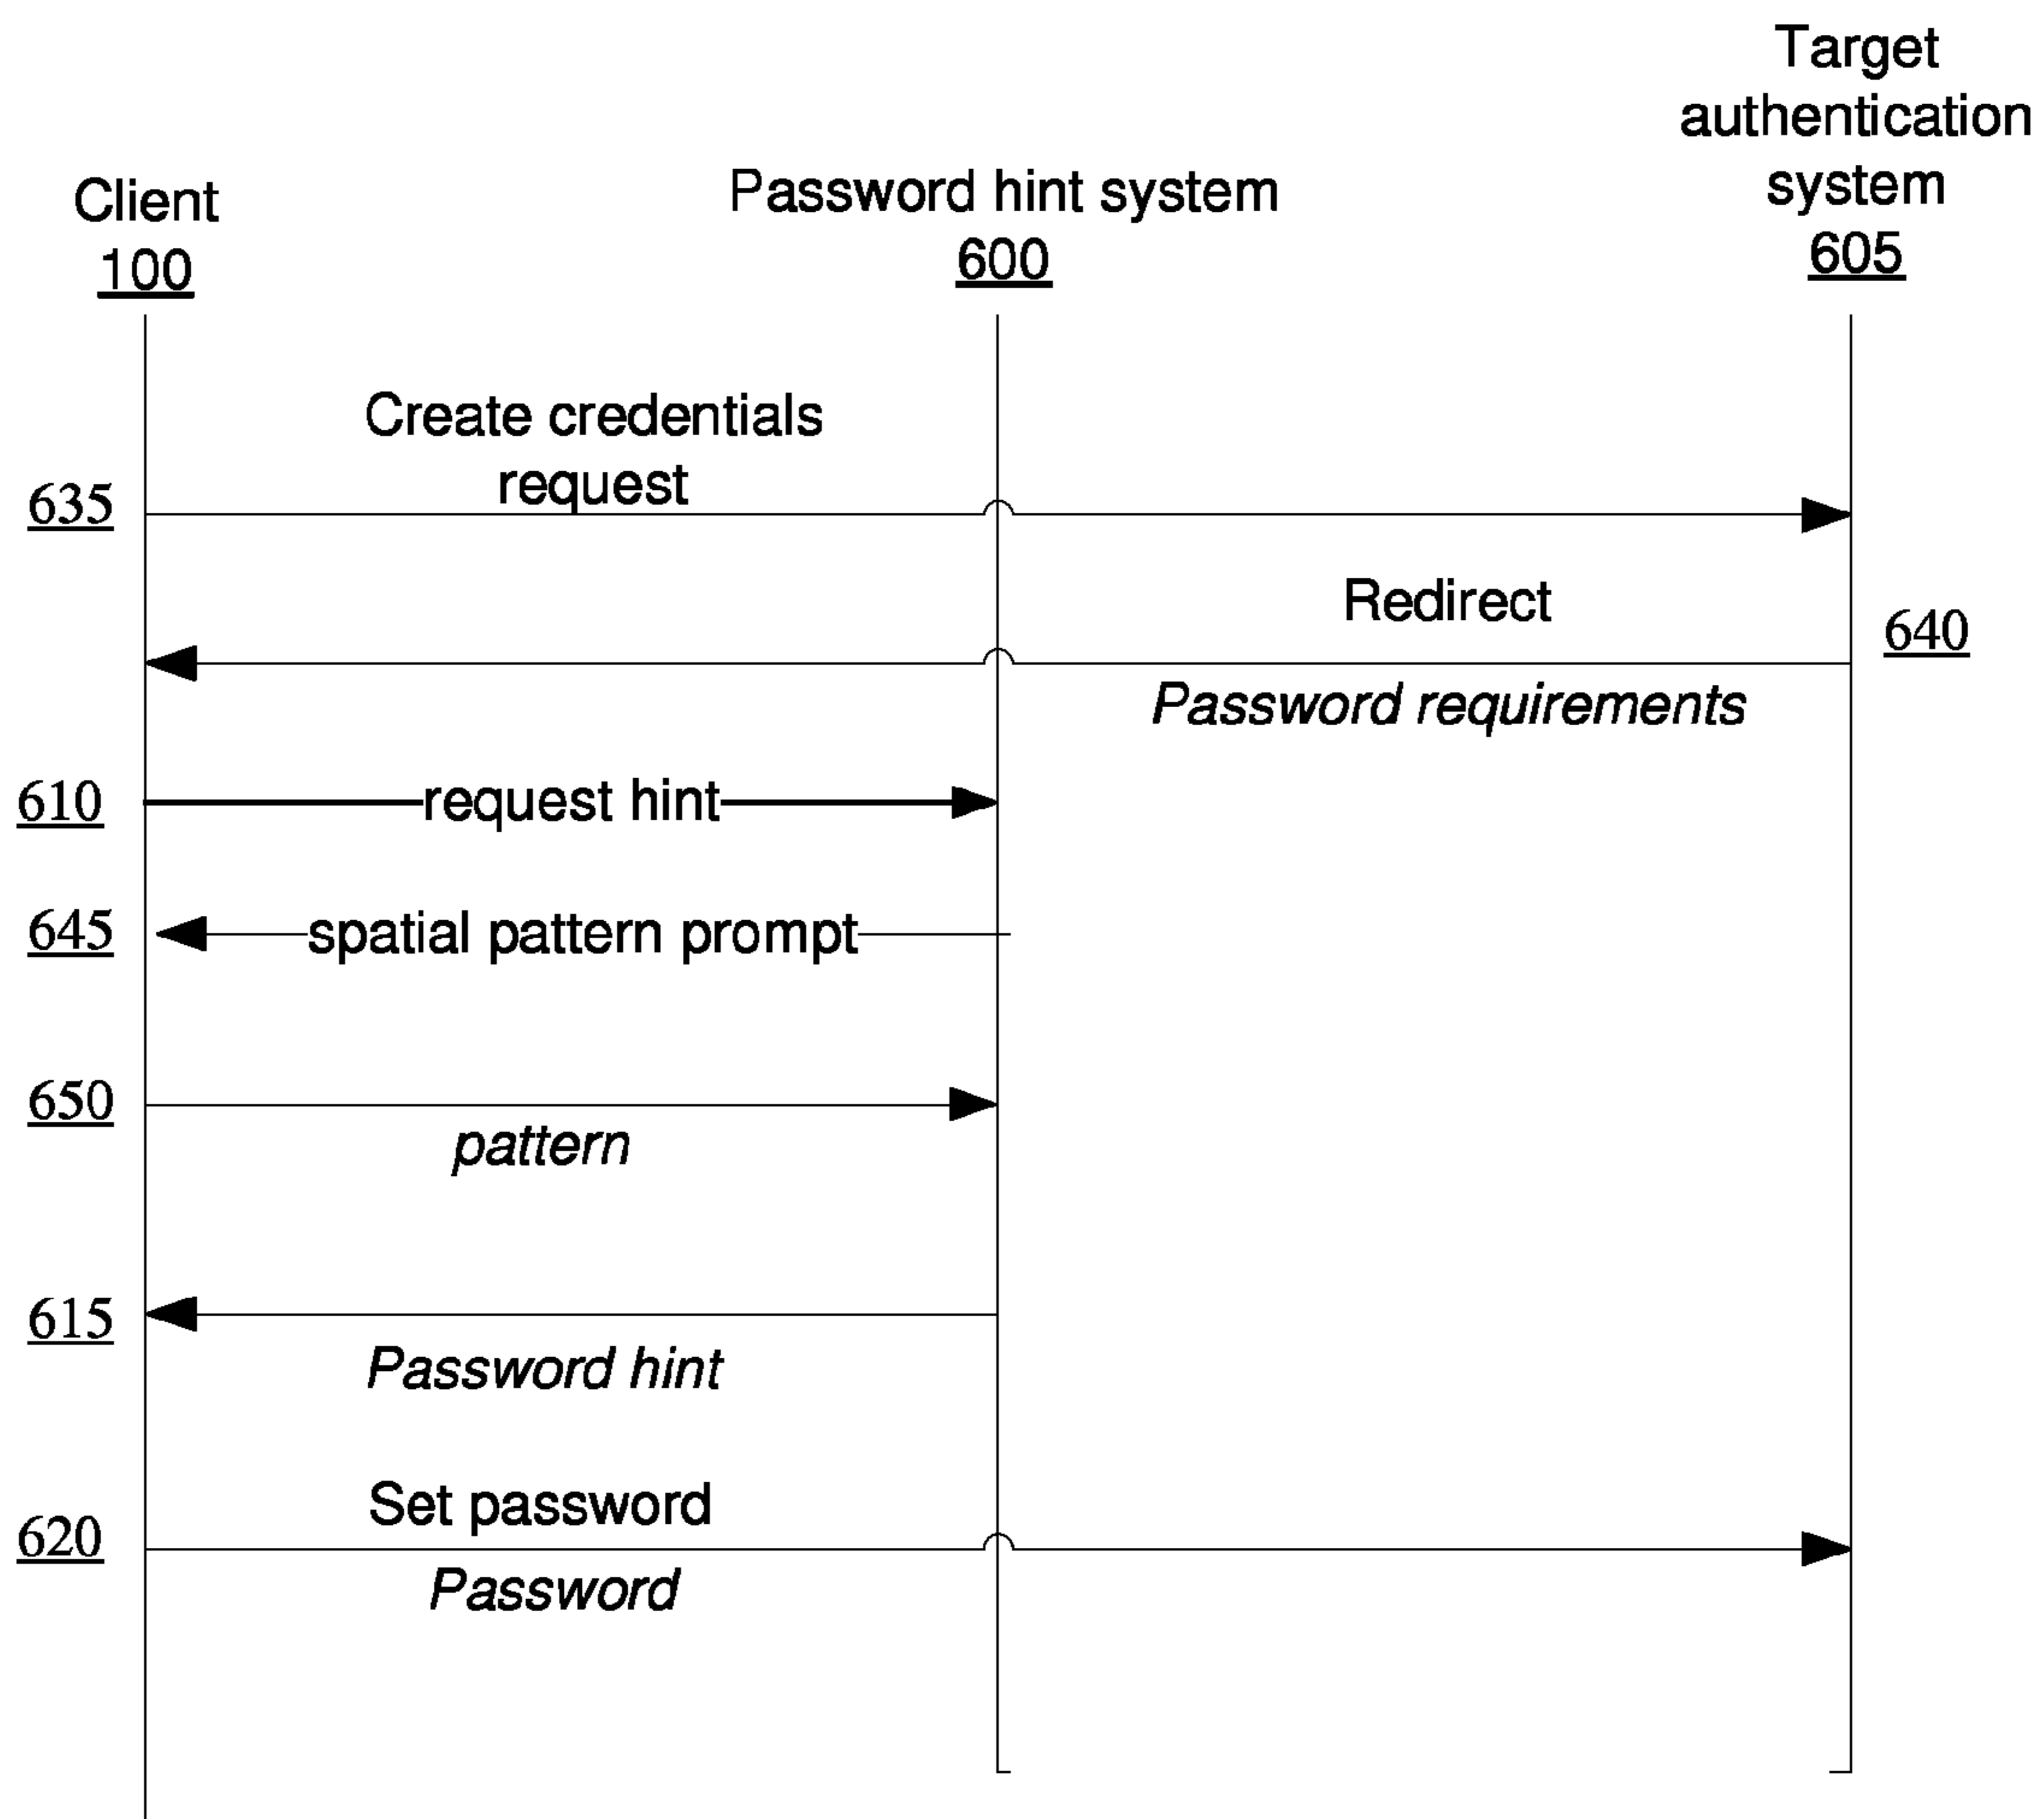 Target
authentication
system
605
Client
100
Password hint system
600
Create credentials
request
635
Redirect
640
Password requirements
610
request hint
645
spatial pattern prompt
650
pattern
615
Password hint
Set password
620
Password